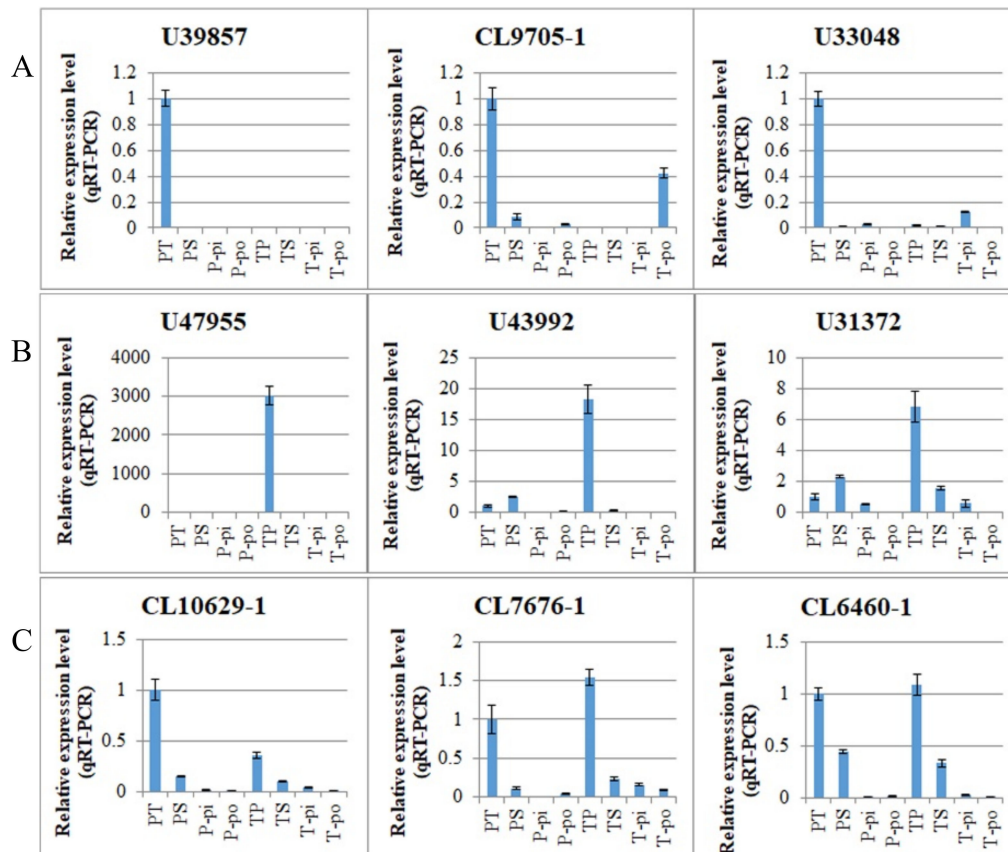 A
U39857
Relative expression level
(qRT-PCR)
1.2
1
0.8
0.6
0.4
0.2
0
PT
PS
P-pi
P-po
TP
TS
T-pi
T-po
CL9705-1
Relative expression level
(qRT-PCR)
1.2
1
0.8
0.6
0.4
0.2
0
PT
PS
P-pi
P-po
TP
TS
T-pi
T-po
U33048
Relative expression level
(qRT-PCR)
1.2
1
0.8
0.6
0.4
0.2
0
PT
PS
P-pi
P-po
TP
TS
T-pi
T-po
B
U47955
Relative expression level
(qRT-PCR)
4000
3000
2000
1000
0
PT
PS
P-pi
P-po
TP
TS
T-pi
T-po
U43992
Relative expression level
(qRT-PCR)
25
20
15
10
5
0
PT
PS
P-pi
P-po
TP
TS
T-pi
T-po
U31372
Relative expression level
(qRT-PCR)
10
8
6
4
2
0
PT
PS
P-pi
P-po
TP
TS
T-pi
T-po
C
CL10629-1
Relative expression level
(qRT-PCR)
1.5
1
0.5
0
PT
PS
P-pi
P-po
TP
TS
T-pi
T-po
CL7676-1
Relative expression level
(qRT-PCR)
2
1.5
1
0.5
0
PT
PS
P-pi
P-po
TP
TS
T-pi
T-po
CL6460-1
Relative expression level
(qRT-PCR)
1.5
1
0.5
0
PT
PS
P-pi
P-po
TP
TS
T-pi
T-po